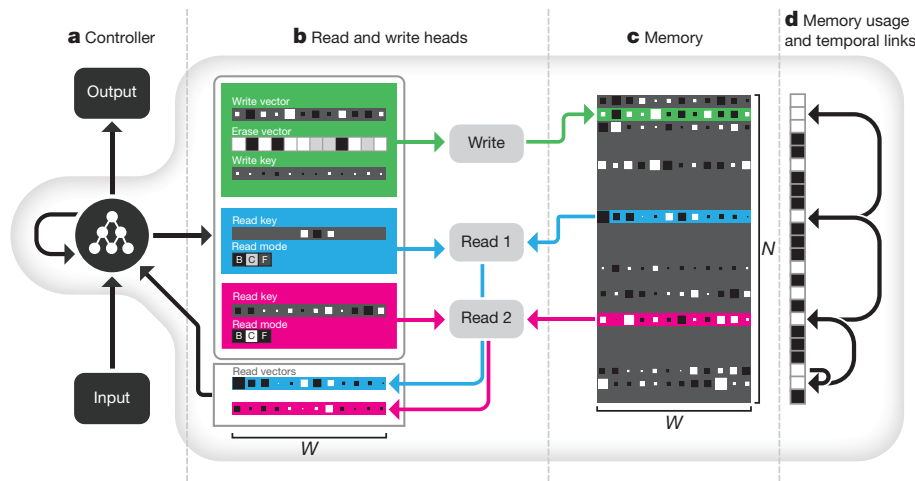 a Controller
b Read and write heads
c Memory
d Memory usage
and temporal links
Output
Input
Write vector
Erase vector
Write key
Read key
Read mode
B C F
Read key
Read mode
B C F
Read vectors
W
Write
Read 1
Read 2
N
W